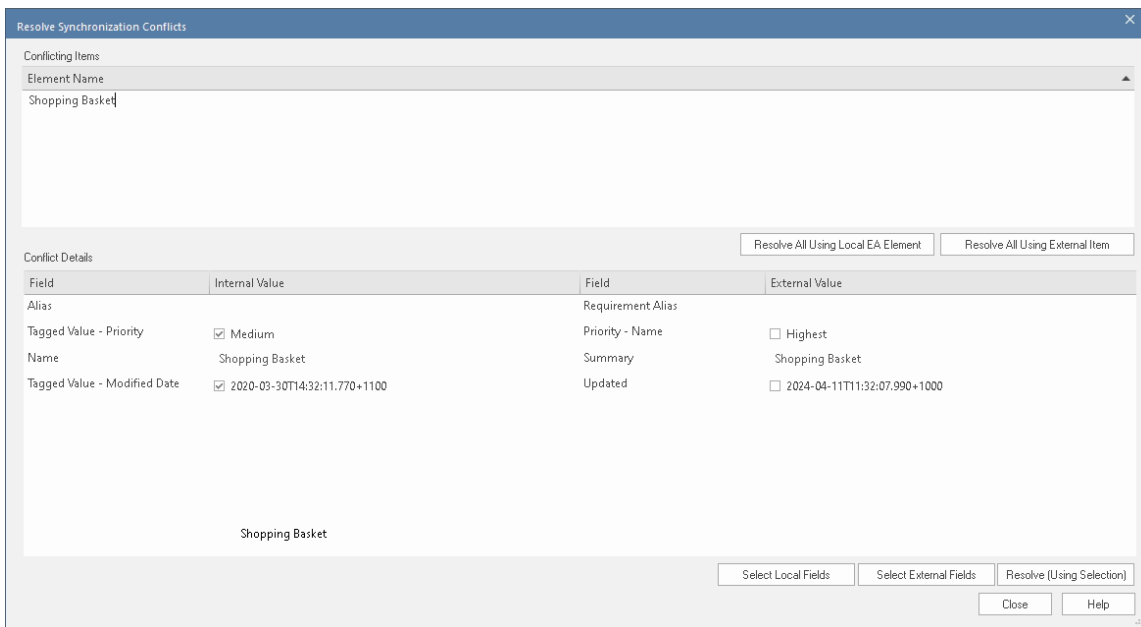 Resolve Synchronization Conflicts
Conflicting Items
Element Name
Shopping Basket
Resolve All Using Local EA Element Resolve All Using External Item
Conflict Details
Field Internal Value Field External Value
Alias Requirement Alias
Tagged Value - Priority Medium Priority - Name Highest
Name Shopping Basket Summary Shopping Basket
Tagged Value - Modified Date 2020-03-30T14:32:11.770+1100 Updated 2024-04-11T11:32:07.990+1000
Shopping Basket
Select Local Fields Select External Fields Resolve (Using Selection)
Close Help